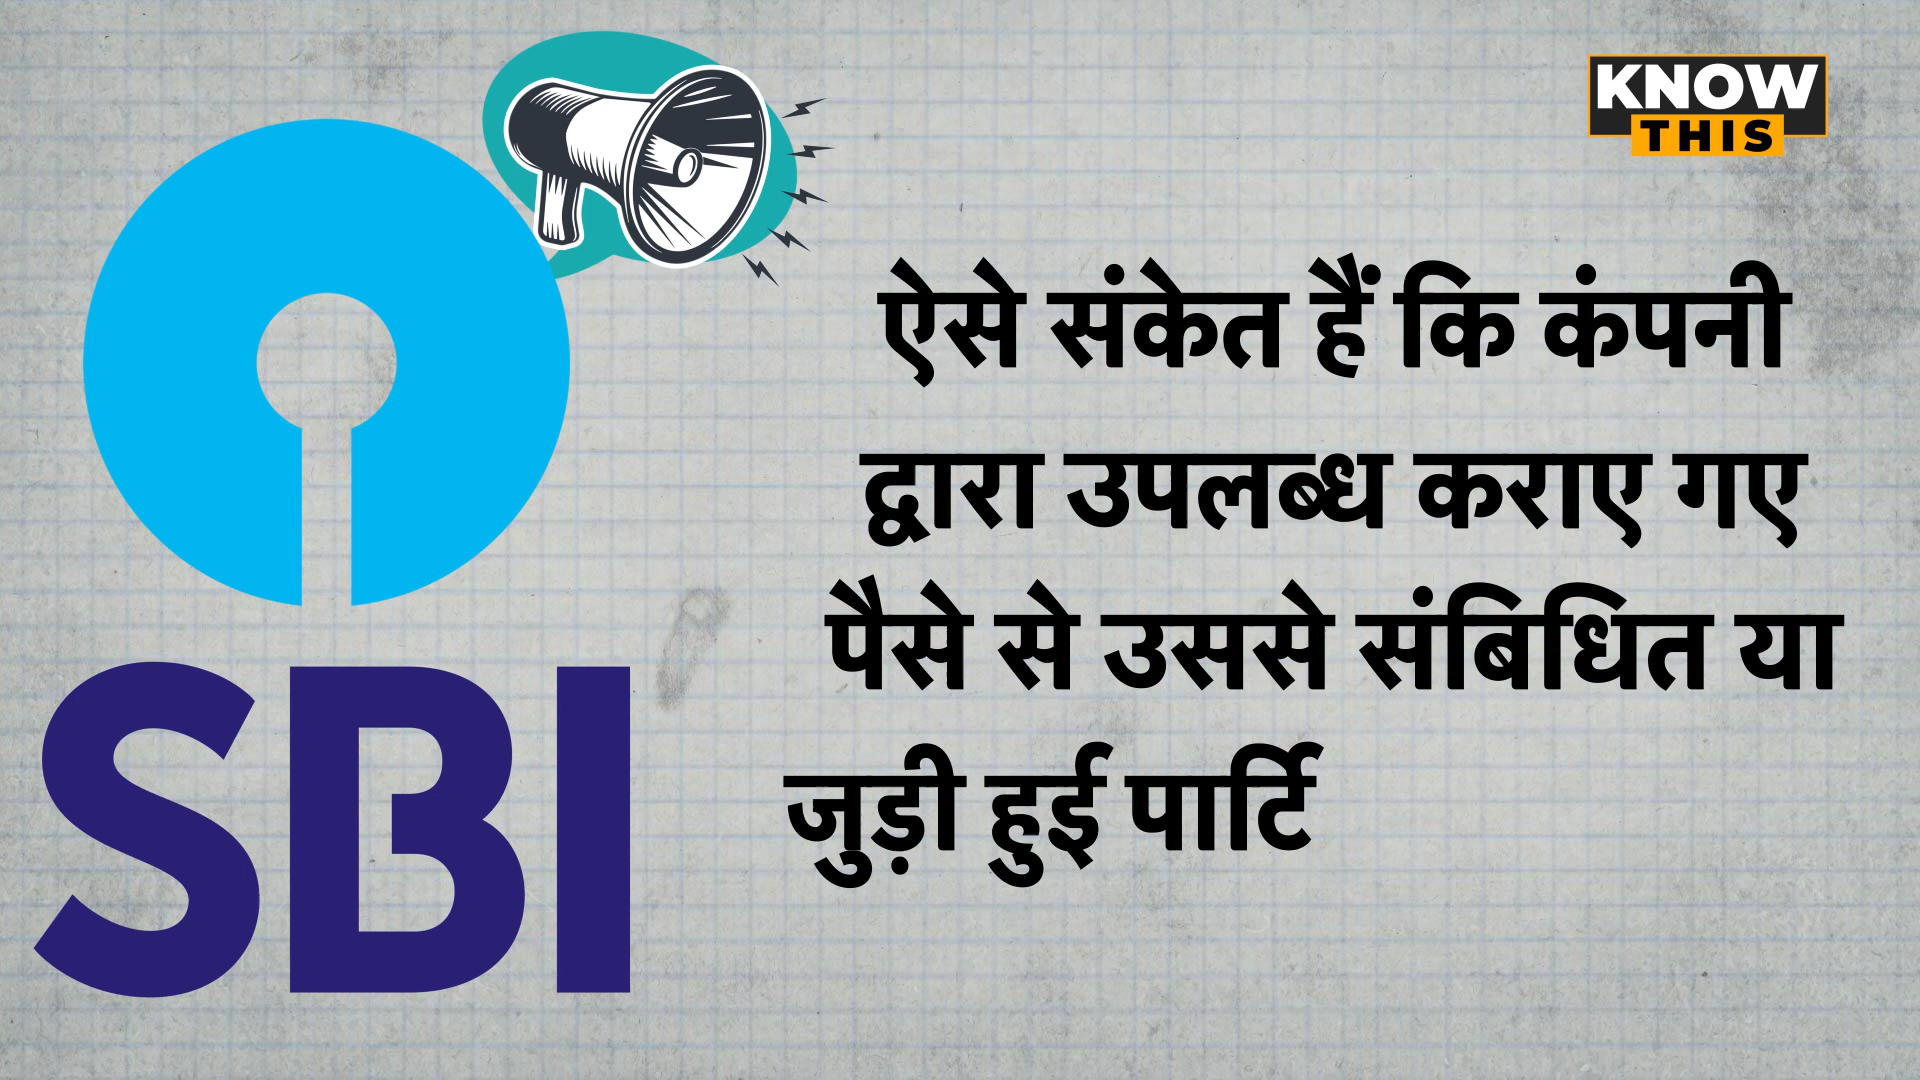 KNOW
THIS
ऐसे संकेत हैं कि कंपनी
द्वारा उपलब्ध कराए गए
पैसे से उससे संबिधित या
जुड़ी हुई पार्टि
SBI